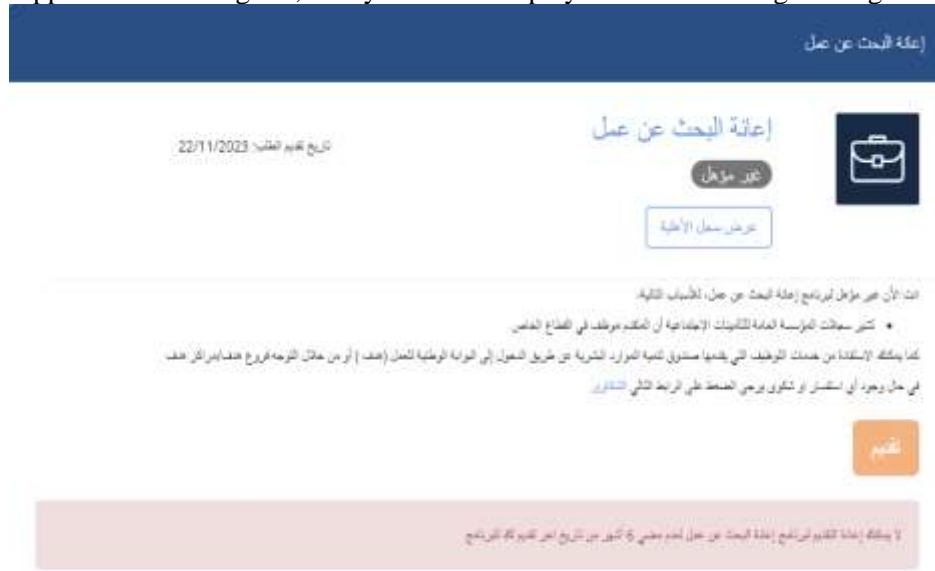 إعانة البحث عن عمل
إعانة البحث عن عمل
تاريخ تقديم الطلب: 22/11/2023
غير مؤهل
عرض سجل الأهلية
انت الأن غير مؤهل لبرنامج إعانة البحث عن عمل، للأسباب التالية:
تشير سجلات المؤسسة العامة للتأمينات الإجتماعية أن المتقدم موظف في القطاع الخاص
كما يمكنك الاستفادة من خدمات التوظيف التي يقدمها صندوق تنمية الموارد البشرية عن طريق الدخول إلى البوابة الوطنية للعمل (هدف ) أو من خلال التوجه لفروع هدف/مراكز هدف
في حال وجود أي استفسار او شكوى يرجى الضغط على الرابط التالي الشكاوى
تقديم
لا يمكنك إعادة التقديم لبرنامج إعانة البحث عن عمل لعدم مضي 6 أشهر من تاريخ اخر تقديم لك للبرنامج